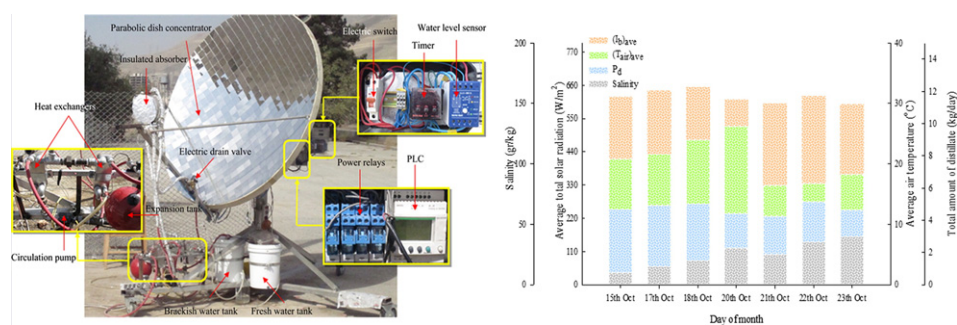 Parabolic dish concentrator
Insulated absorber
Heat exchangers
Electric drain valve
Expansion tank
Circulation pump
Brackish water tank
Fresh water tank
Electric switch
Timer
Water level sensor
Power relays
PLC
Salinity (gr/kg)
200
150
100
50
0
Average total solar radiation (W/m²)
770
660
550
440
330
220
110
0
(I_b)ave
(T_air)ave
P_d
Salinity
15th Oct 17th Oct 18th Oct 20th Oct 21th Oct 22th Oct 23th Oct
Day of month
40
30
20
10
0
Average air temperature (°C)
14
12
10
8
6
4
2
0
Total amount of distillate (kg/day)